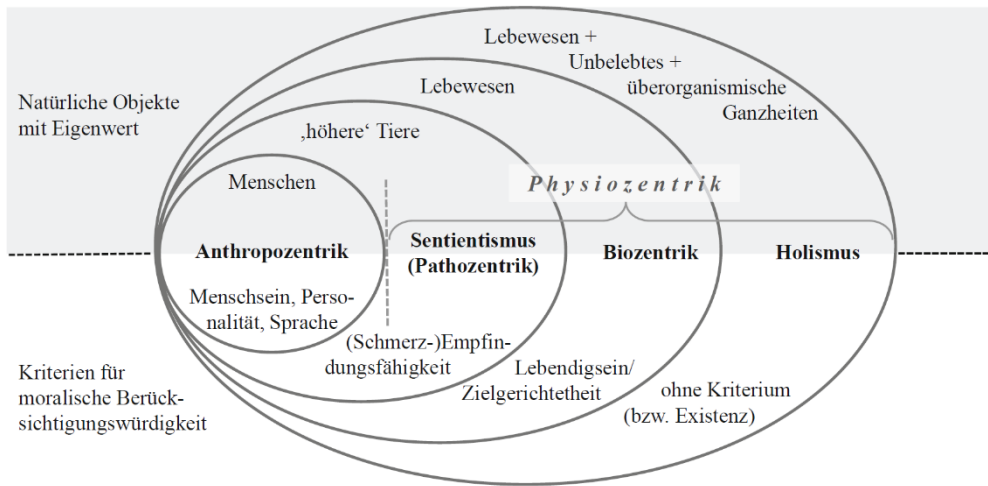 Lebewesen +
Unbelebtes +
überorganismische
Ganzheiten
Lebewesen
Natürliche Objekte
mit Eigenwert
‚höhere‘ Tiere
Menschen
Physiozentrik
Anthropozentrik
Sentientismus
(Pathozentrik)
Biozentrik
Holismus
Menschsein, Perso-
nalität, Sprache
(Schmerz-)Empfin-
dungsfähigkeit
Lebendigsein/
Zielgerichtetheit
ohne Kriterium
(bzw. Existenz)
Kriterien für
moralische Berück-
sichtigungswürdigkeit